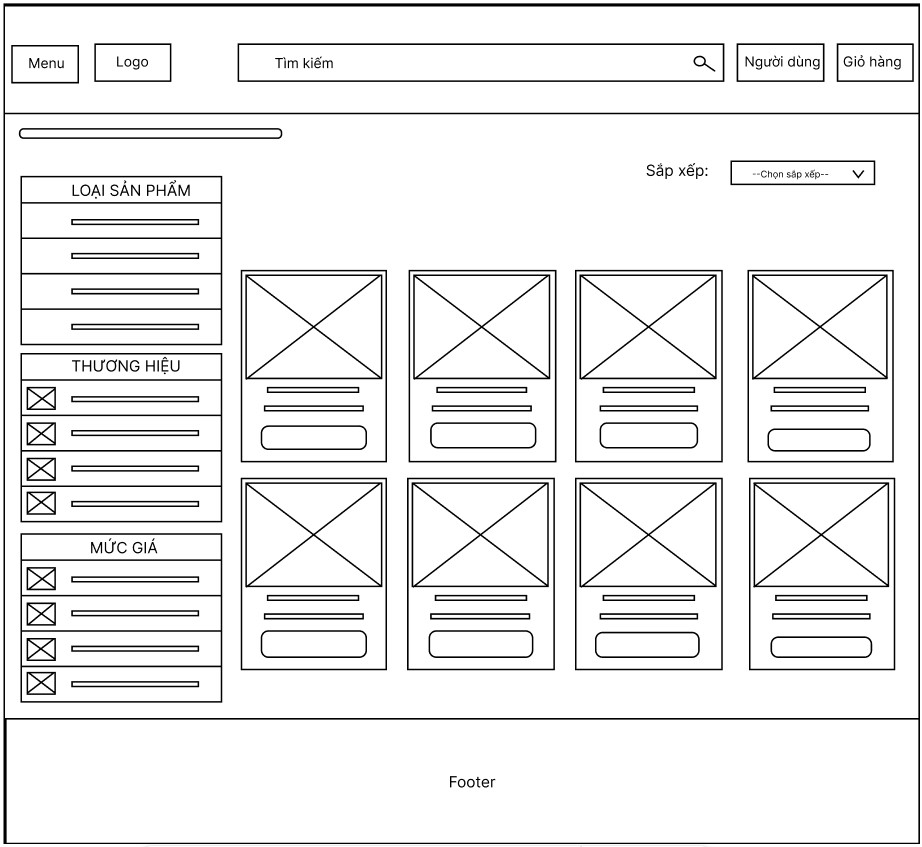 Menu
Logo
Tìm kiếm
Người dùng
Giỏ hàng
Sắp xếp:
--Chọn sắp xếp--
LOẠI SẢN PHẨM
THƯƠNG HIỆU
MỨC GIÁ
Footer